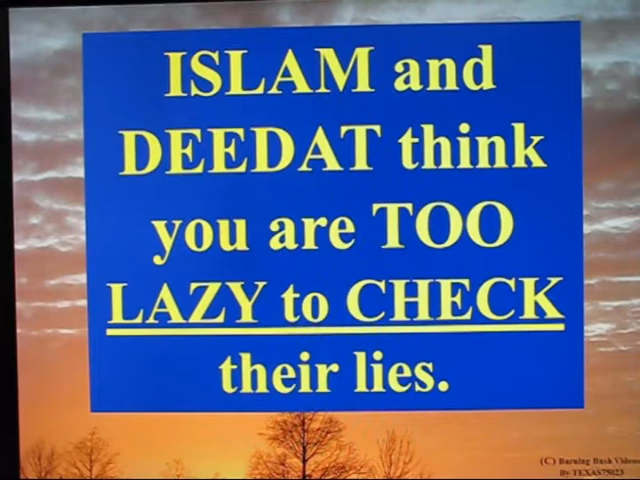 ISLAM and
DEEDAT think
you are TOO
LAZY to CHECK
their lies.
(C) Burning Bush Videos
By TEXAS75023